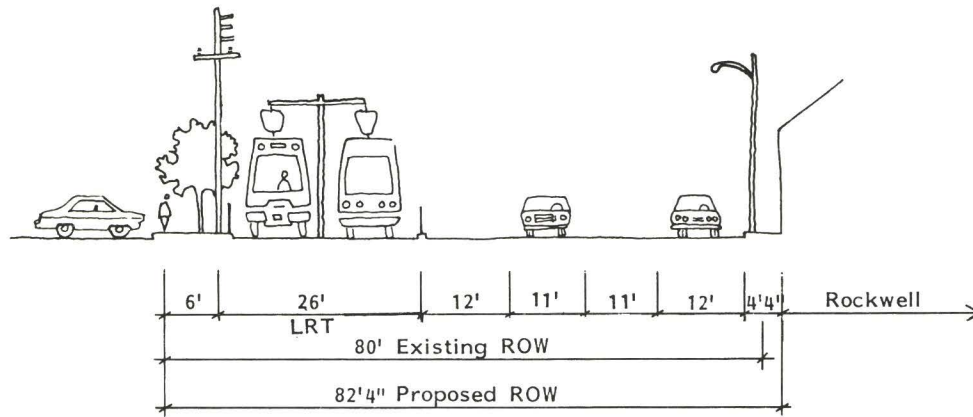 6' 26' 12' 11' 11' 12' 4'4" Rockwell
LRT
80' Existing ROW
82'4" Proposed ROW